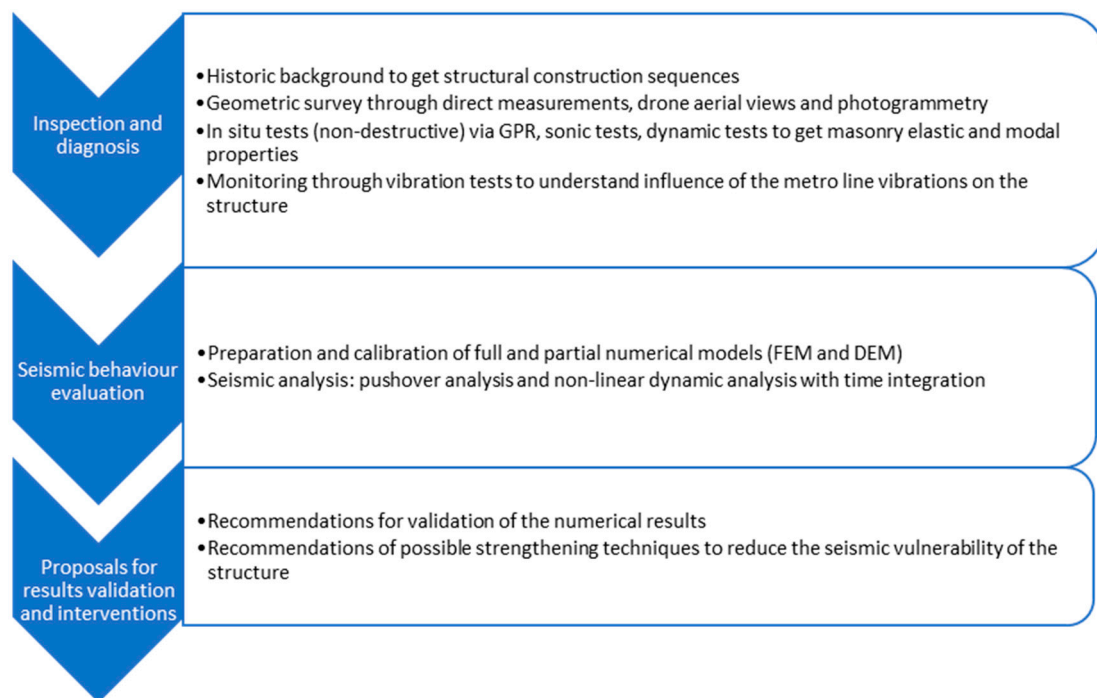 Inspection and
diagnosis
•Historic background to get structural construction sequences
•Geometric survey through direct measurements, drone aerial views and photogrammetry
•In situ tests (non-destructive) via GPR, sonic tests, dynamic tests to get masonry elastic and modal
properties
•Monitoring through vibration tests to understand influence of the metro line vibrations on the
structure
Seismic behaviour
evaluation
•Preparation and calibration of full and partial numerical models (FEM and DEM)
•Seismic analysis: pushover analysis and non-linear dynamic analysis with time integration
Proposals for
results validation
and interventions
•Recommendations for validation of the numerical results
•Recommendations of possible strengthening techniques to reduce the seismic vulnerability of the
structure